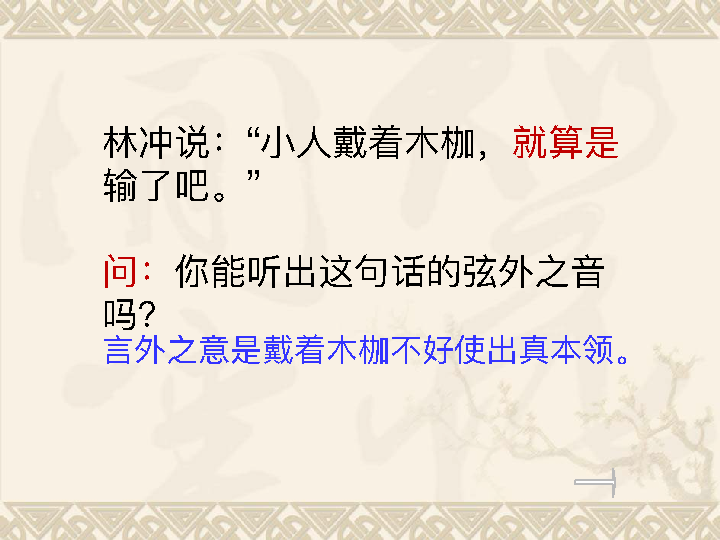 林冲说：“小人戴着木枷，就算是
输了吧。”
问：你能听出这句话的弦外之音
吗？
言外之意是戴着木枷不好使出真本领。